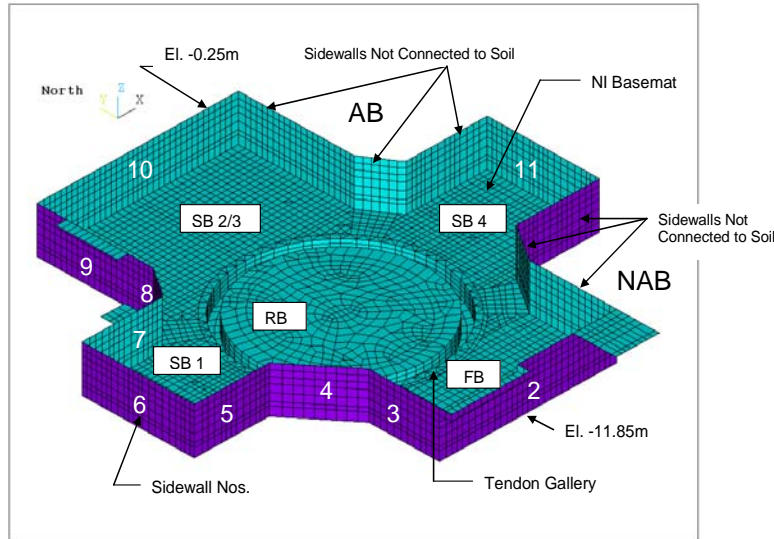 El. -0.25m
Sidewalls Not Connected to Soil
North
Z
Y
X
AB
NI Basemat
10
11
SB 2/3
SB 4
Sidewalls Not
Connected to Soil
9
8
NAB
7
RB
SB 1
FB
2
4
6
5
3
El. -11.85m
Sidewall Nos.
Tendon Gallery